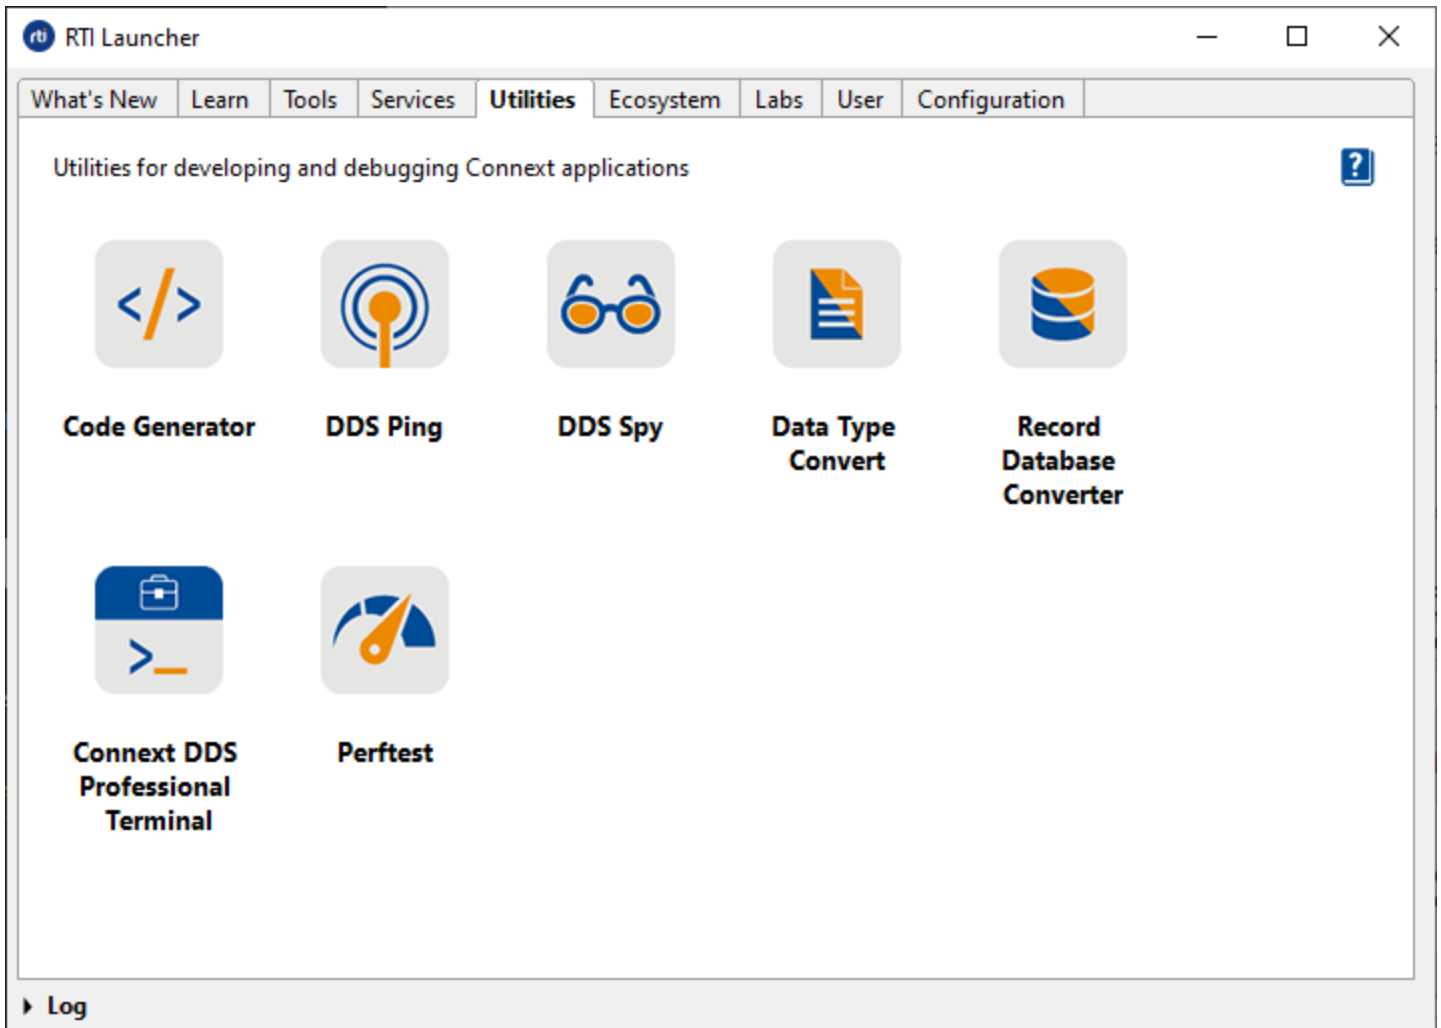 rti RTI Launcher
What's New Learn Tools Services Utilities Ecosystem Labs User Configuration
Utilities for developing and debugging Connext applications
Code Generator
DDS Ping
DDS Spy
Data Type
Convert
Record
Database
Converter
Connext DDS
Professional
Terminal
Perftest
Log